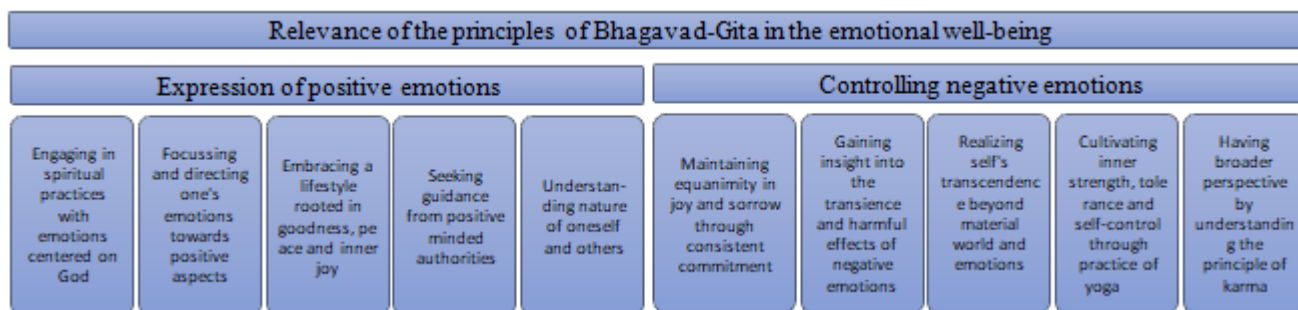 Relevance of the principles of Bhagavad-Gita in the emotional well-being
Expression of positive emotions
Controlling negative emotions
Engaging in
spiritual
practices
with
emotions
centered on
God
Focussing
and directing
one's
emotions
towards
positive
aspects
Embracing a
lifestyle
rooted in
goodness, pe
ace and inner
joy
Seeking
guidance
from positive
minded
authorities
Understan-
ding nature
of oneself
and others
Maintaining
equanimity in
joy and sorrow
through
consistent
commitment
Gaining
insight into
the
transience
and harmful
effects of
negative
emotions
Realizing
self's
transcendenc
e beyond
material
world and
emotions
Cultivating
inner
strength, tole
rance and
self-control
through
practice of
yoga
Having
broader
perspective
by
understandin
g the
principle of
karma